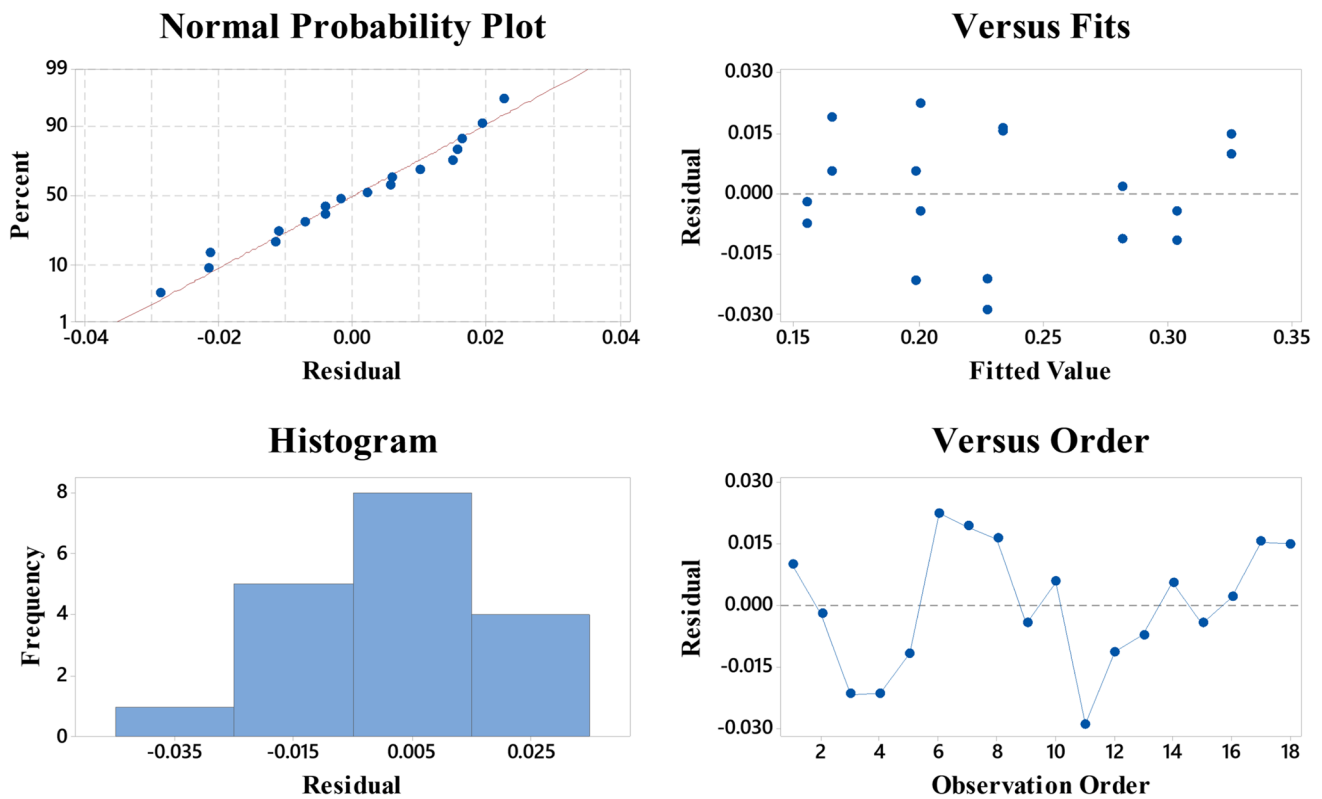 Normal Probability Plot
99
90
50
10
1
Percent
-0.04 -0.02 0.00 0.02 0.04
Residual
Versus Fits
0.030
0.015
0.000
-0.015
-0.030
Residual
0.15 0.20 0.25 0.30 0.35
Fitted Value
Histogram
8
6
4
2
0
Frequency
-0.035 -0.015 0.005 0.025
Residual
Versus Order
0.030
0.015
0.000
-0.015
-0.030
Residual
2 4 6 8 10 12 14 16 18
Observation Order